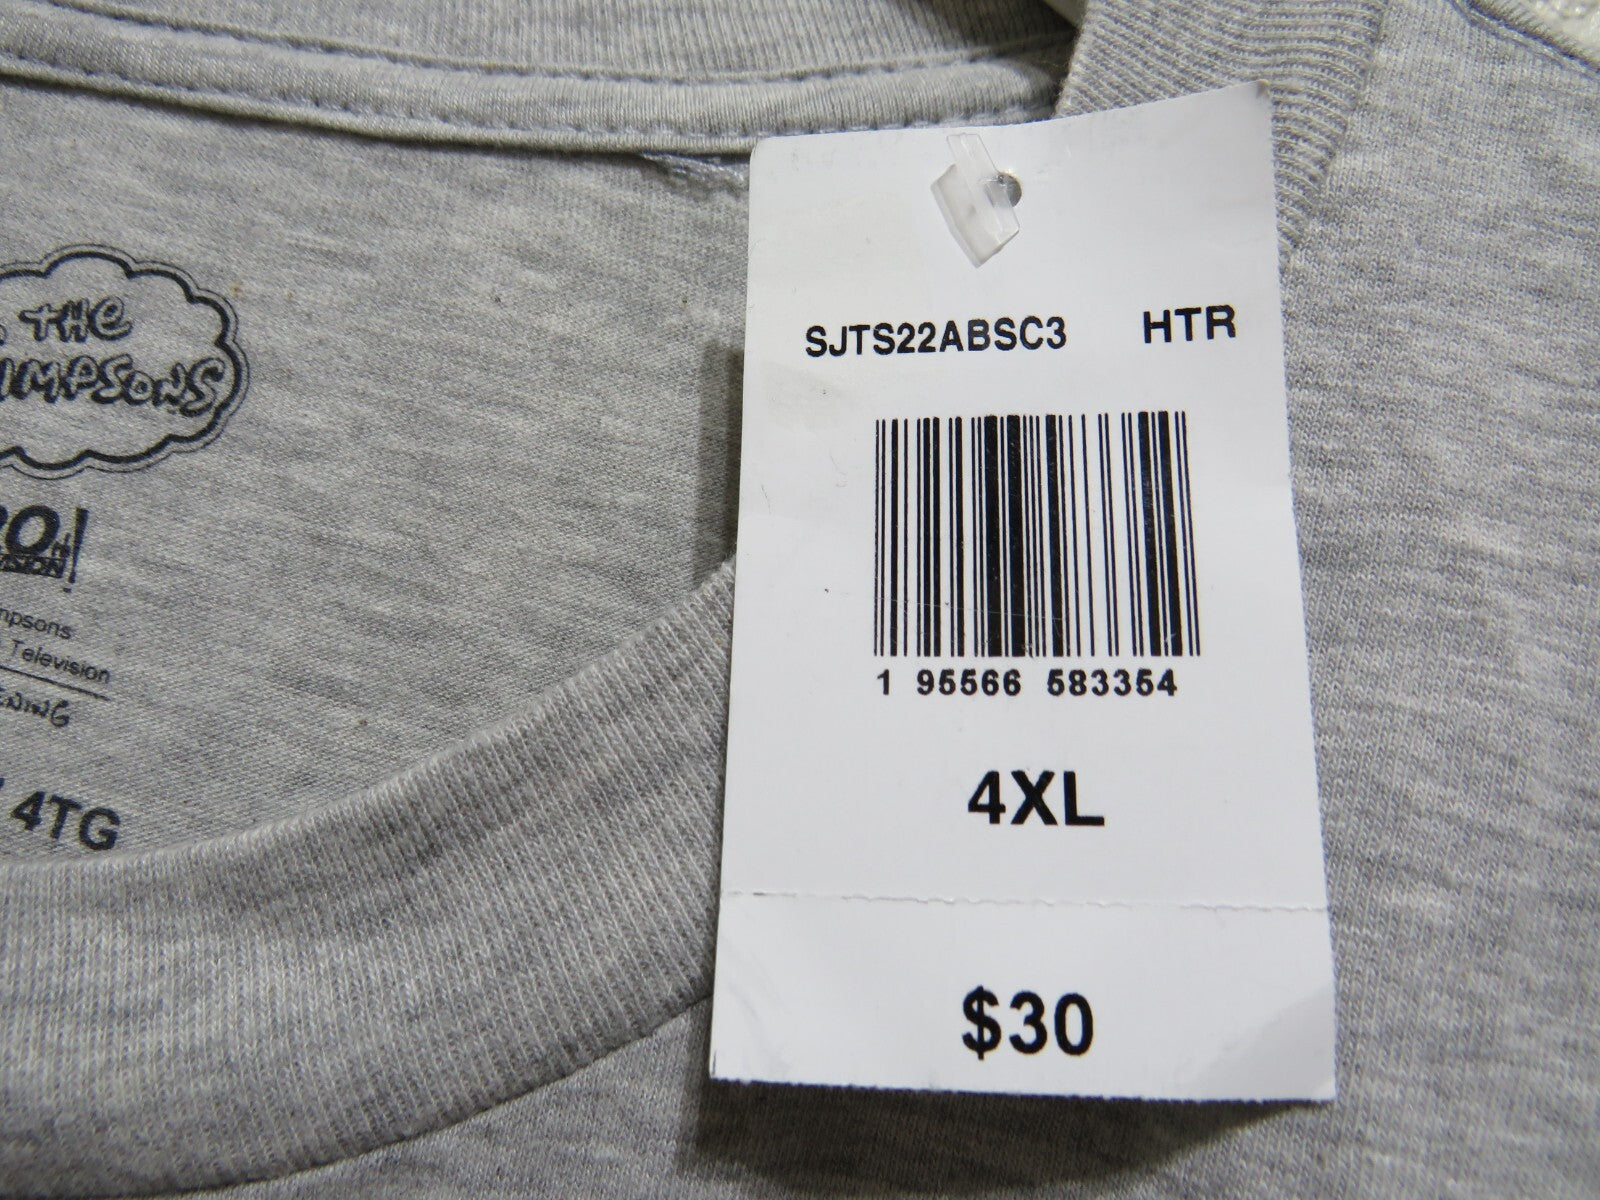 THE
SIMPSONS
Television
4TG
SJTS22ABSC3 HTR
1 95566 583354
4XL
$30